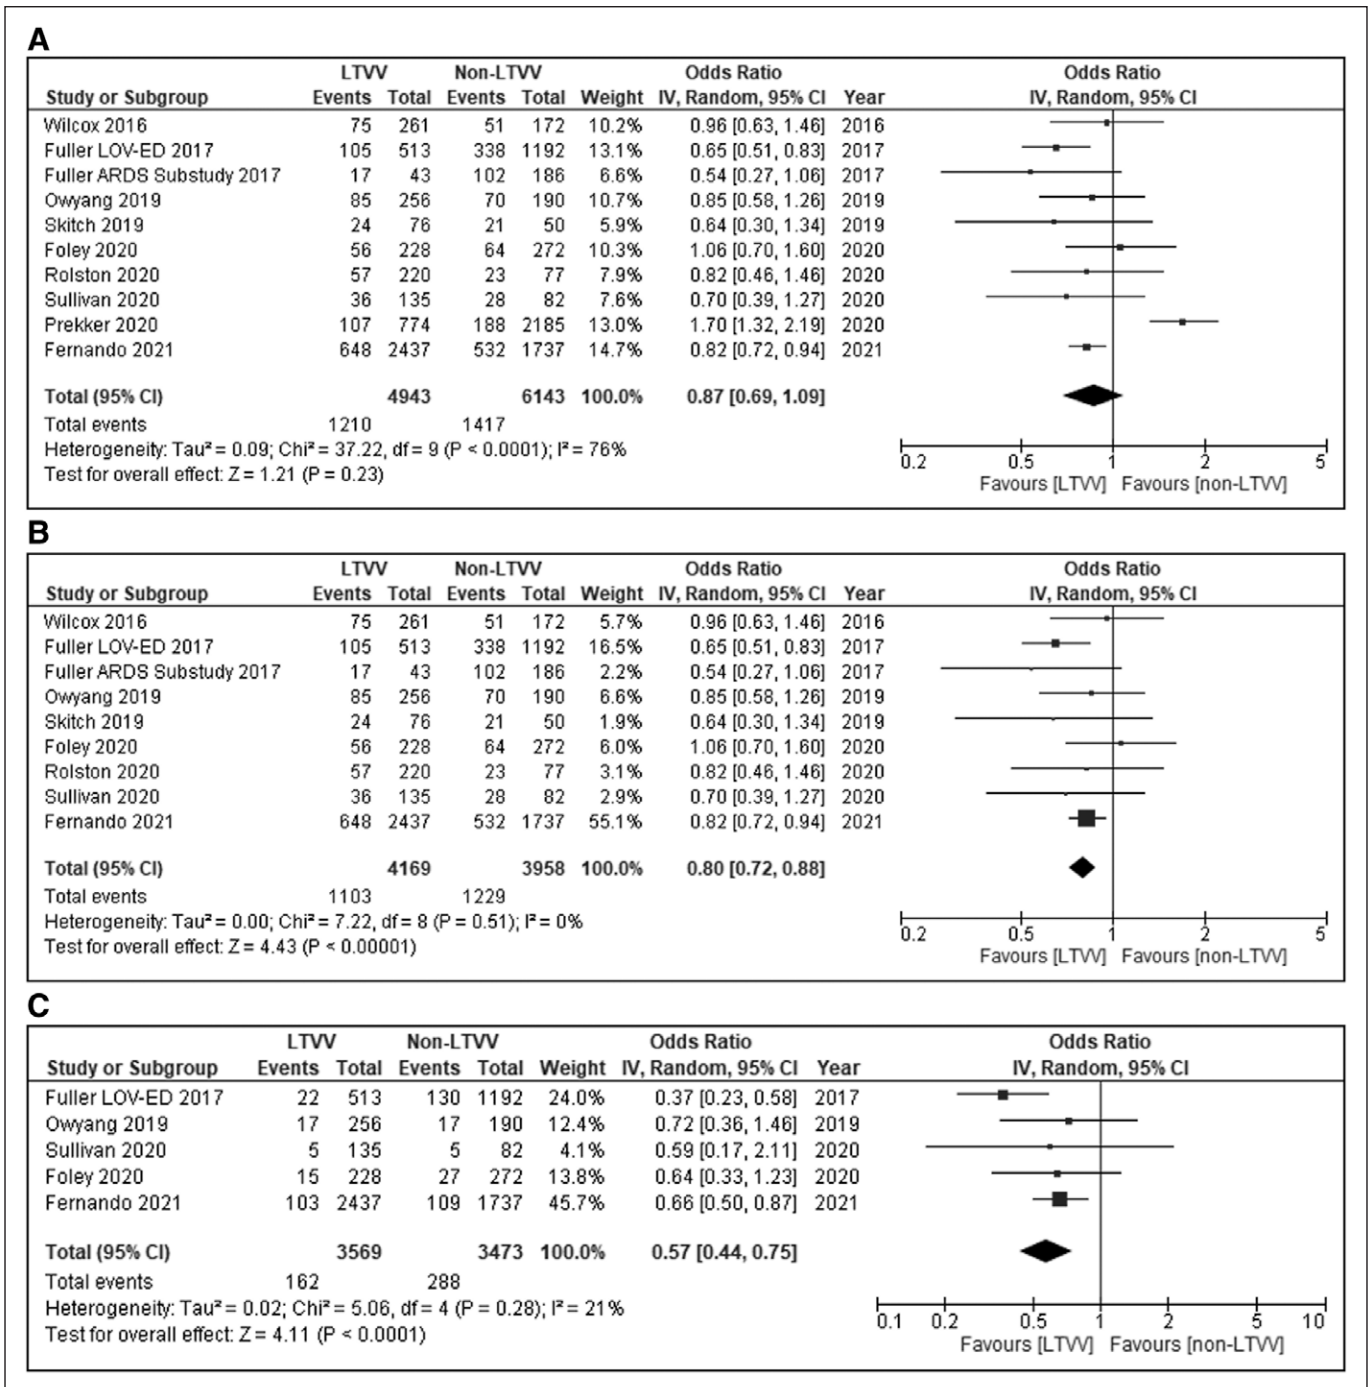 A
LTVV Non-LTVV Odds Ratio Odds Ratio
Study or Subgroup Events Total Events Total Weight IV, Random, 95% CI Year IV, Random, 95% CI
Wilcox 2016 75 261 51 172 10.2% 0.96 [0.63, 1.46] 2016
Fuller LOV-ED 2017 105 513 338 1192 13.1% 0.65 [0.51, 0.83] 2017
Fuller ARDS Substudy 2017 17 43 102 186 6.6% 0.54 [0.27, 1.06] 2017
Owyang 2019 85 256 70 190 10.7% 0.85 [0.58, 1.26] 2019
Skitch 2019 24 76 21 50 5.9% 0.64 [0.30, 1.34] 2019
Foley 2020 56 228 64 272 10.3% 1.06 [0.70, 1.60] 2020
Rolston 2020 57 220 23 77 7.9% 0.82 [0.46, 1.46] 2020
Sullivan 2020 36 135 28 82 7.6% 0.70 [0.39, 1.27] 2020
Prekker 2020 107 774 188 2185 13.0% 1.70 [1.32, 2.19] 2020
Fernando 2021 648 2437 532 1737 14.7% 0.82 [0.72, 0.94] 2021
Total (95% CI) 4943 6143 100.0% 0.87 [0.69, 1.09]
Total events 1210 1417
Heterogeneity: Tau² = 0.09; Chi² = 37.22, df = 9 (P < 0.0001); I² = 76%
Test for overall effect: Z = 1.21 (P = 0.23)
0.2 0.5 1 2 5
Favours [LTVV] Favours [non-LTVV]
B
LTVV Non-LTVV Odds Ratio Odds Ratio
Study or Subgroup Events Total Events Total Weight IV, Random, 95% CI Year IV, Random, 95% CI
Wilcox 2016 75 261 51 172 5.7% 0.96 [0.63, 1.46] 2016
Fuller LOV-ED 2017 105 513 338 1192 16.5% 0.65 [0.51, 0.83] 2017
Fuller ARDS Substudy 2017 17 43 102 186 2.2% 0.54 [0.27, 1.06] 2017
Owyang 2019 85 256 70 190 6.6% 0.85 [0.58, 1.26] 2019
Skitch 2019 24 76 21 50 1.9% 0.64 [0.30, 1.34] 2019
Foley 2020 56 228 64 272 6.0% 1.06 [0.70, 1.60] 2020
Rolston 2020 57 220 23 77 3.1% 0.82 [0.46, 1.46] 2020
Sullivan 2020 36 135 28 82 2.9% 0.70 [0.39, 1.27] 2020
Fernando 2021 648 2437 532 1737 55.1% 0.82 [0.72, 0.94] 2021
Total (95% CI) 4169 3958 100.0% 0.80 [0.72, 0.88]
Total events 1103 1229
Heterogeneity: Tau² = 0.00; Chi² = 7.22, df = 8 (P = 0.51); I² = 0%
Test for overall effect: Z = 4.43 (P < 0.00001)
0.2 0.5 1 2 5
Favours [LTVV] Favours [non-LTVV]
C
LTVV Non-LTVV Odds Ratio Odds Ratio
Study or Subgroup Events Total Events Total Weight IV, Random, 95% CI Year IV, Random, 95% CI
Fuller LOV-ED 2017 22 513 130 1192 24.0% 0.37 [0.23, 0.58] 2017
Owyang 2019 17 256 17 190 12.4% 0.72 [0.36, 1.46] 2019
Sullivan 2020 5 135 5 82 4.1% 0.59 [0.17, 2.11] 2020
Foley 2020 15 228 27 272 13.8% 0.64 [0.33, 1.23] 2020
Fernando 2021 103 2437 109 1737 45.7% 0.66 [0.50, 0.87] 2021
Total (95% CI) 3569 3473 100.0% 0.57 [0.44, 0.75]
Total events 162 288
Heterogeneity: Tau² = 0.02; Chi² = 5.06, df = 4 (P = 0.28); I² = 21%
Test for overall effect: Z = 4.11 (P < 0.0001)
0.1 0.2 0.5 1 2 5 10
Favours [LTVV] Favours [non-LTVV]